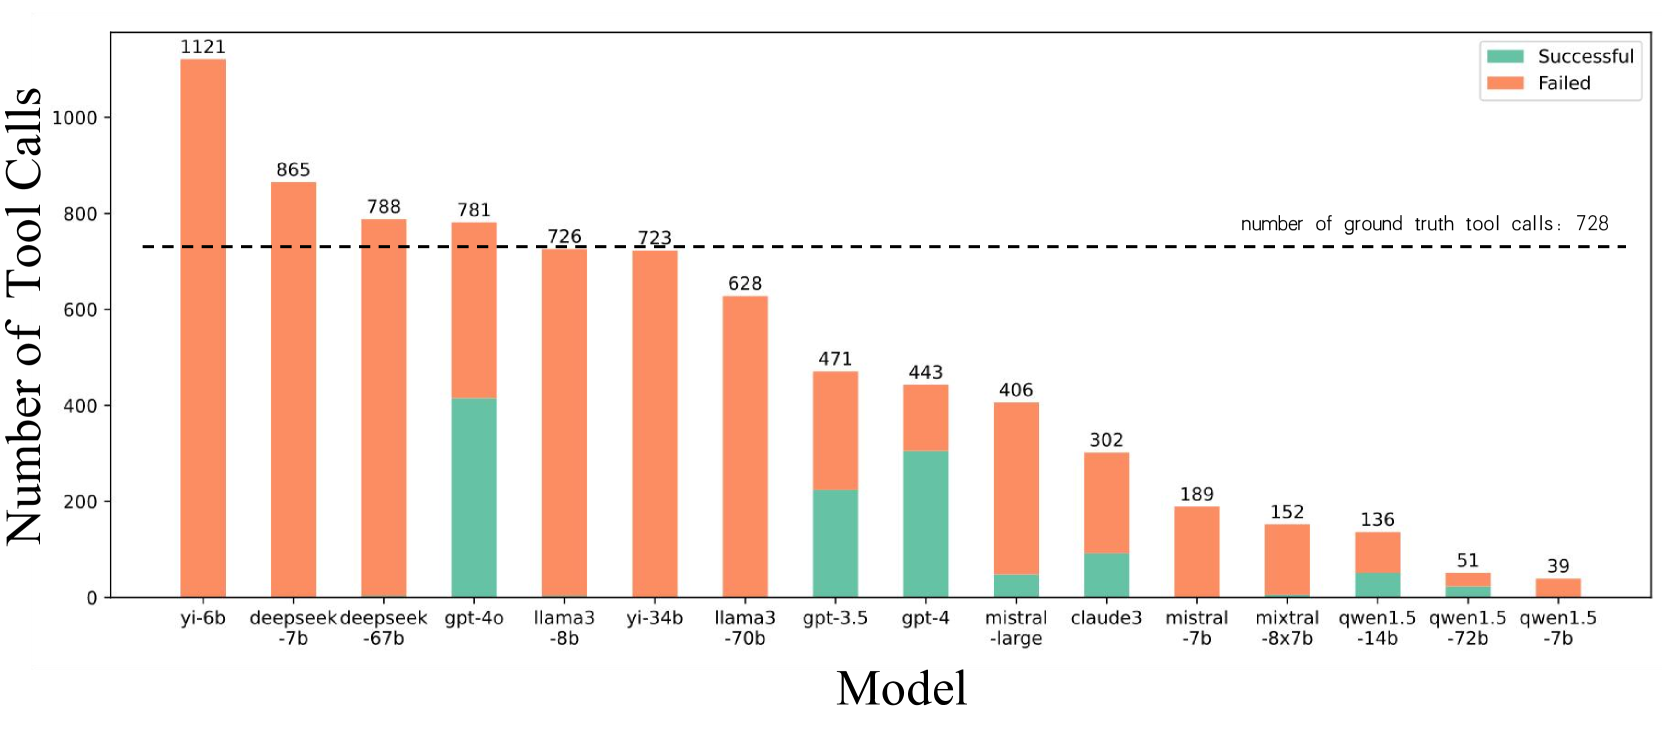 Number of Tool Calls
1000
800
600
400
200
0
Successful
Failed
number of ground truth tool calls: 728
1121
865
788
781
726
723
628
471
443
406
302
189
152
136
51
39
yi-6b
deepseek
-7b
deepseek
-67b
gpt-4o
llama3
-8b
yi-34b
llama3
-70b
gpt-3.5
gpt-4
mistral
-large
claude3
mistral
-7b
mixtral
-8x7b
qwen1.5
-14b
qwen1.5
-72b
qwen1.5
-7b
Model